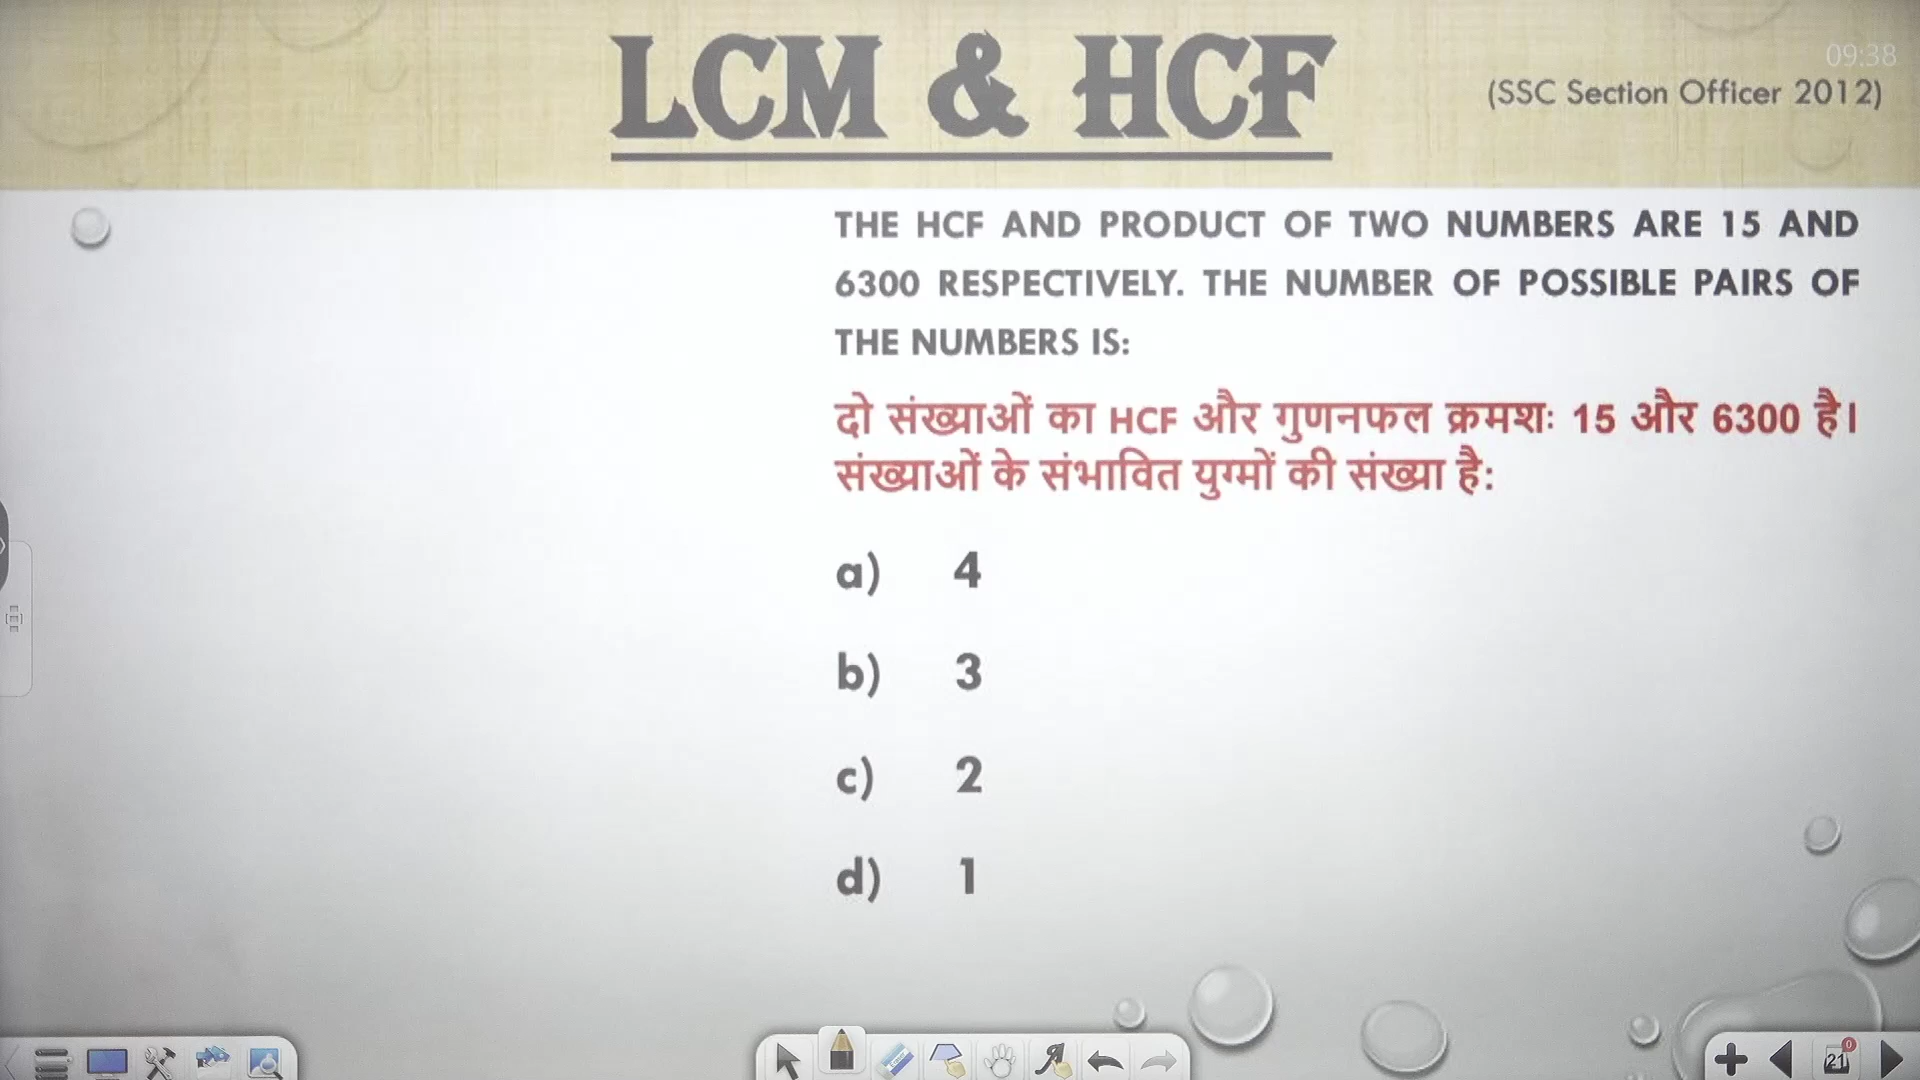 LCM & HCF
09:38
(SSC Section Officer 2012)
THE HCF AND PRODUCT OF TWO NUMBERS ARE 15 AND
6300 RESPECTIVELY. THE NUMBER OF POSSIBLE PAIRS OF
THE NUMBERS IS:
दो संख्याओं का HCF और गुणनफल क्रमशः 15 और 6300 है।
संख्याओं के संभावित युग्मों की संख्या है:
a) 4
b) 3
c) 2
d) 1
21
0